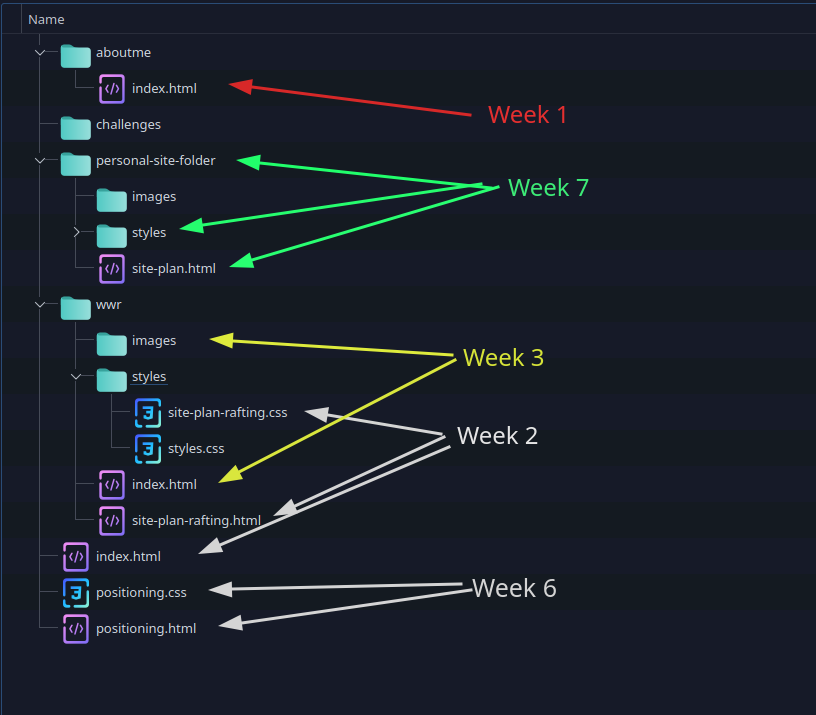 Name
aboutme
index.html
Week 1
challenges
personal-site-folder
Week 7
images
styles
site-plan.html
wwr
images
Week 3
styles
site-plan-rafting.css
Week 2
styles.css
index.html
site-plan-rafting.html
index.html
positioning.css
Week 6
positioning.html